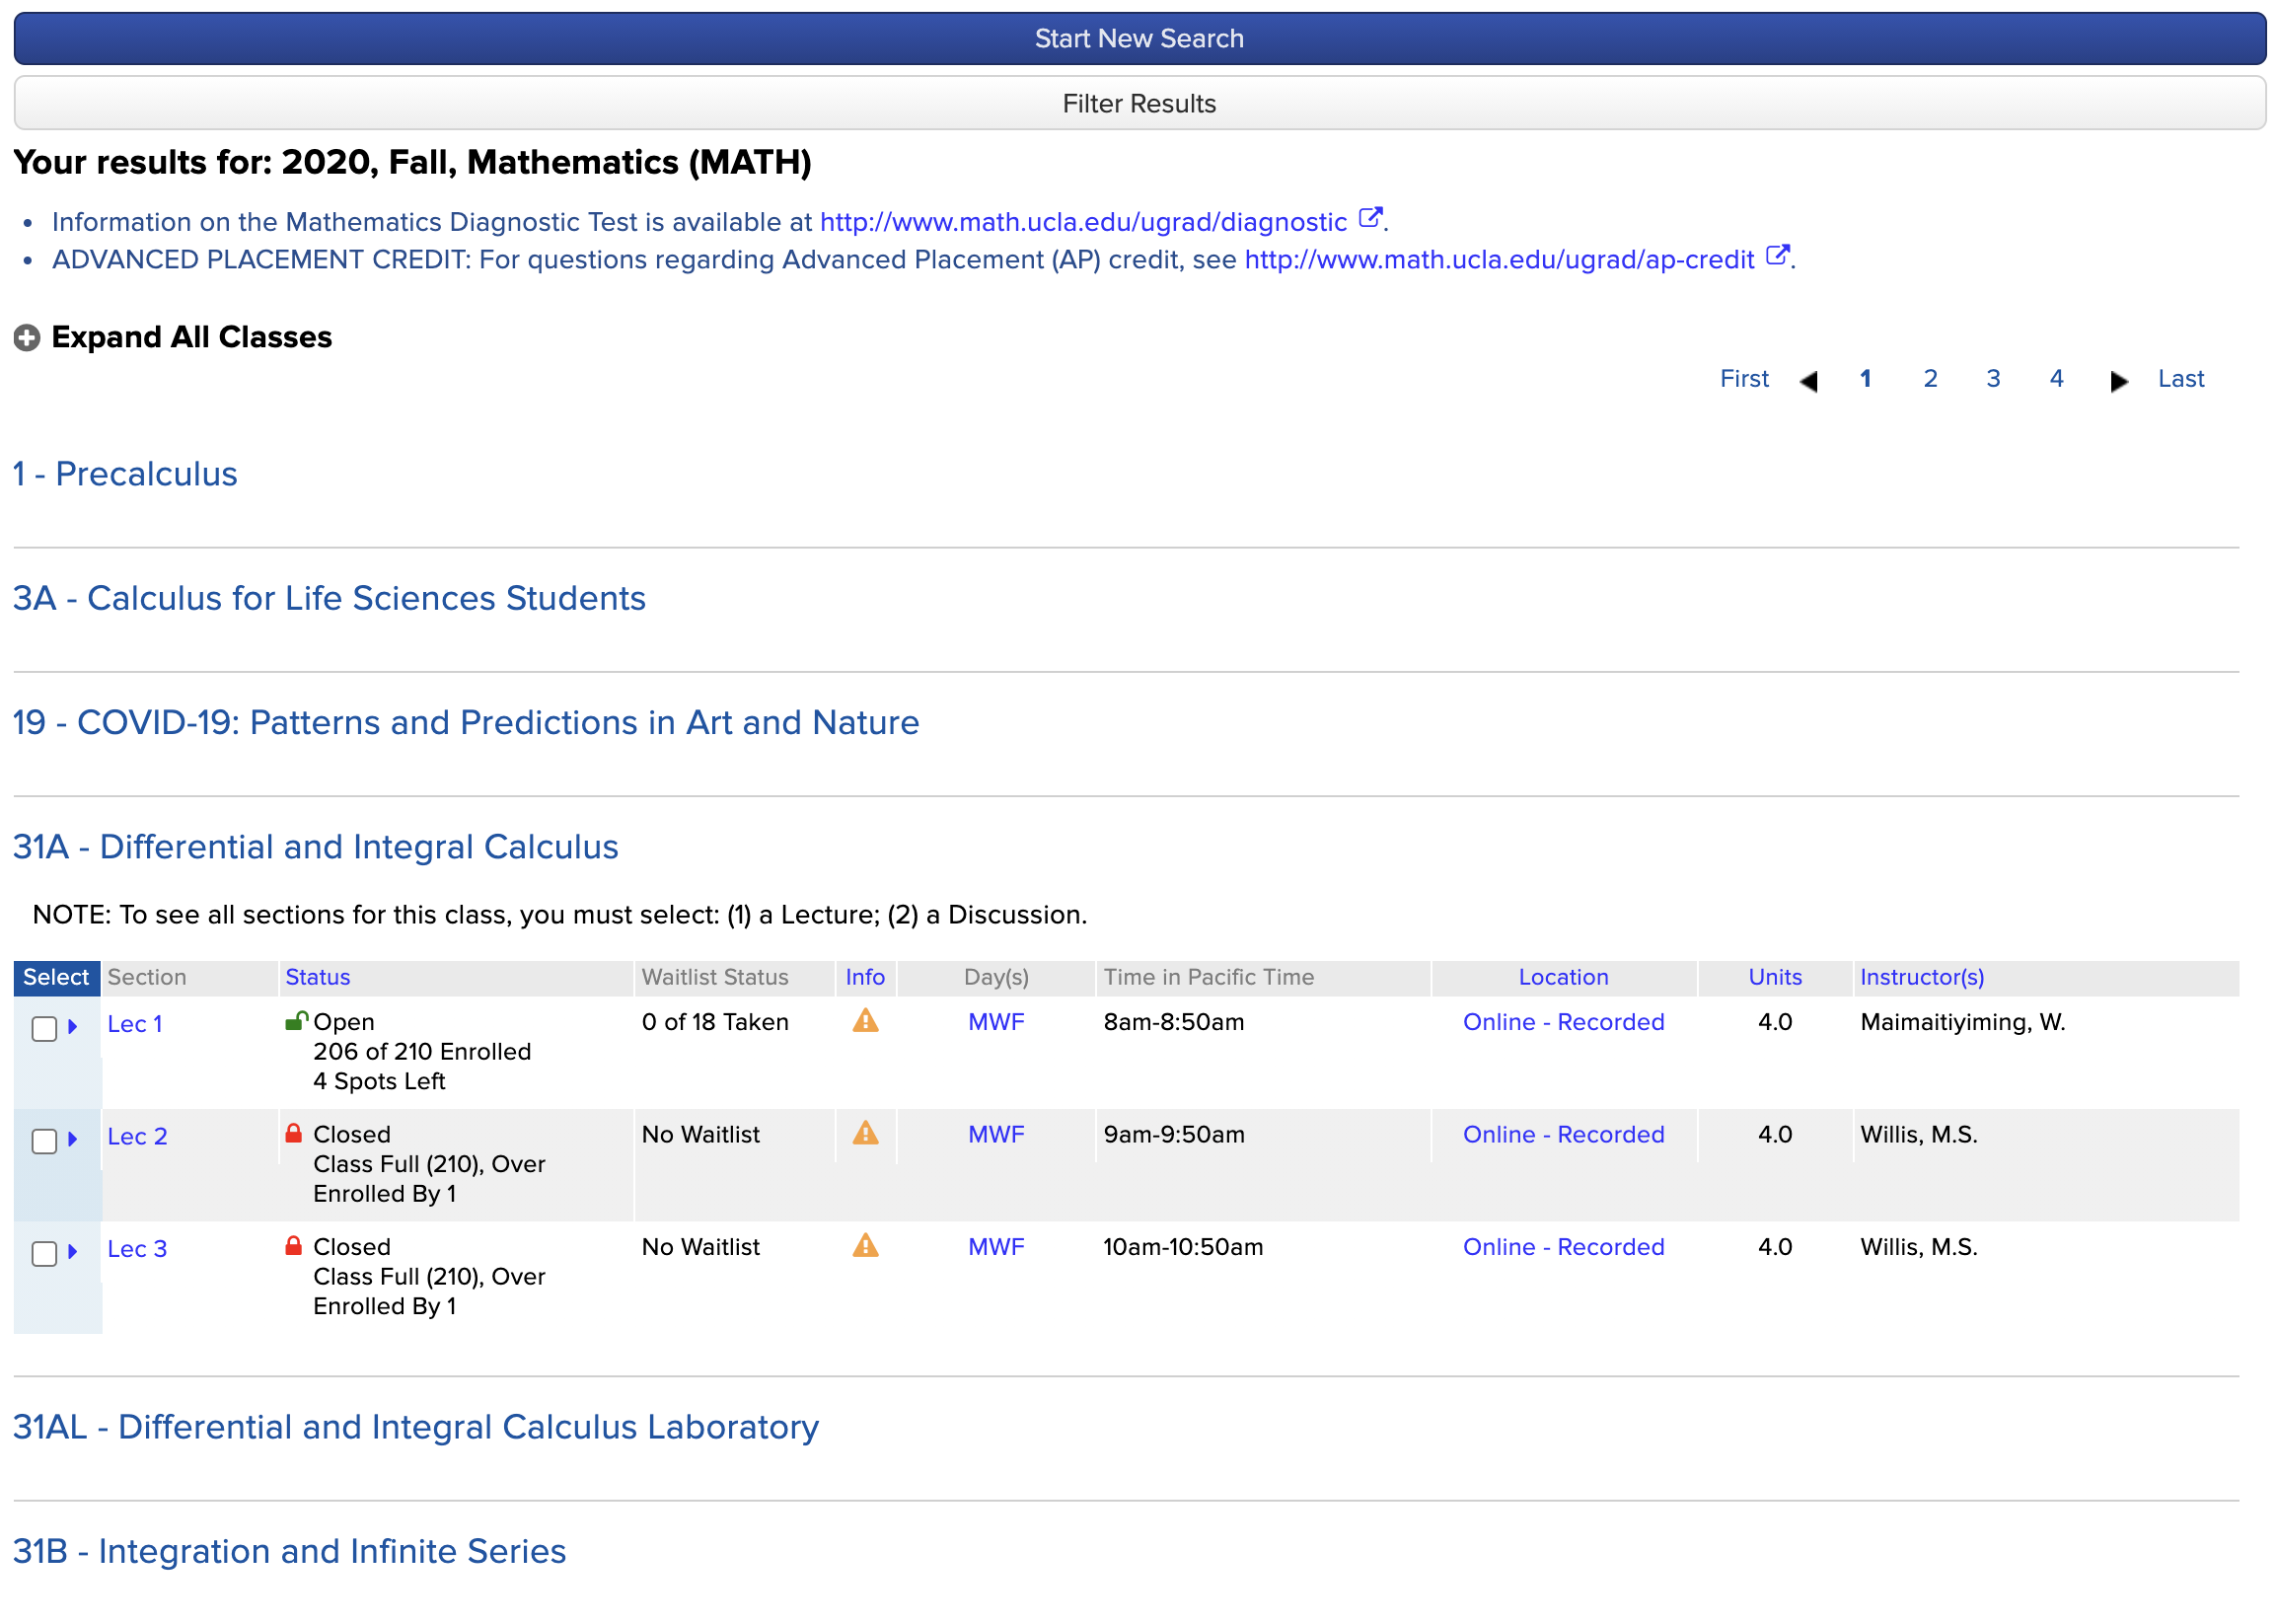 Start New Search
Filter Results
Your results for: 2020, Fall, Mathematics (MATH)
• Information on the Mathematics Diagnostic Test is available at http://www.math.ucla.edu/ugrad/diagnostic .
• ADVANCED PLACEMENT CREDIT: For questions regarding Advanced Placement (AP) credit, see http://www.math.ucla.edu/ugrad/ap-credit .
Expand All Classes
First 1 2 3 4 Last
1 - Precalculus
3A - Calculus for Life Sciences Students
19 - COVID-19: Patterns and Predictions in Art and Nature
31A - Differential and Integral Calculus
NOTE: To see all sections for this class, you must select: (1) a Lecture; (2) a Discussion.
Select Section Status Waitlist Status Info Day(s) Time in Pacific Time Location Units Instructor(s)
Lec 1 Open 0 of 18 Taken MWF 8am-8:50am Online - Recorded 4.0 Maimaitiyiming, W.
206 of 210 Enrolled
4 Spots Left
Lec 2 Closed No Waitlist MWF 9am-9:50am Online - Recorded 4.0 Willis, M.S.
Class Full (210), Over
Enrolled By 1
Lec 3 Closed No Waitlist MWF 10am-10:50am Online - Recorded 4.0 Willis, M.S.
Class Full (210), Over
Enrolled By 1
31AL - Differential and Integral Calculus Laboratory
31B - Integration and Infinite Series